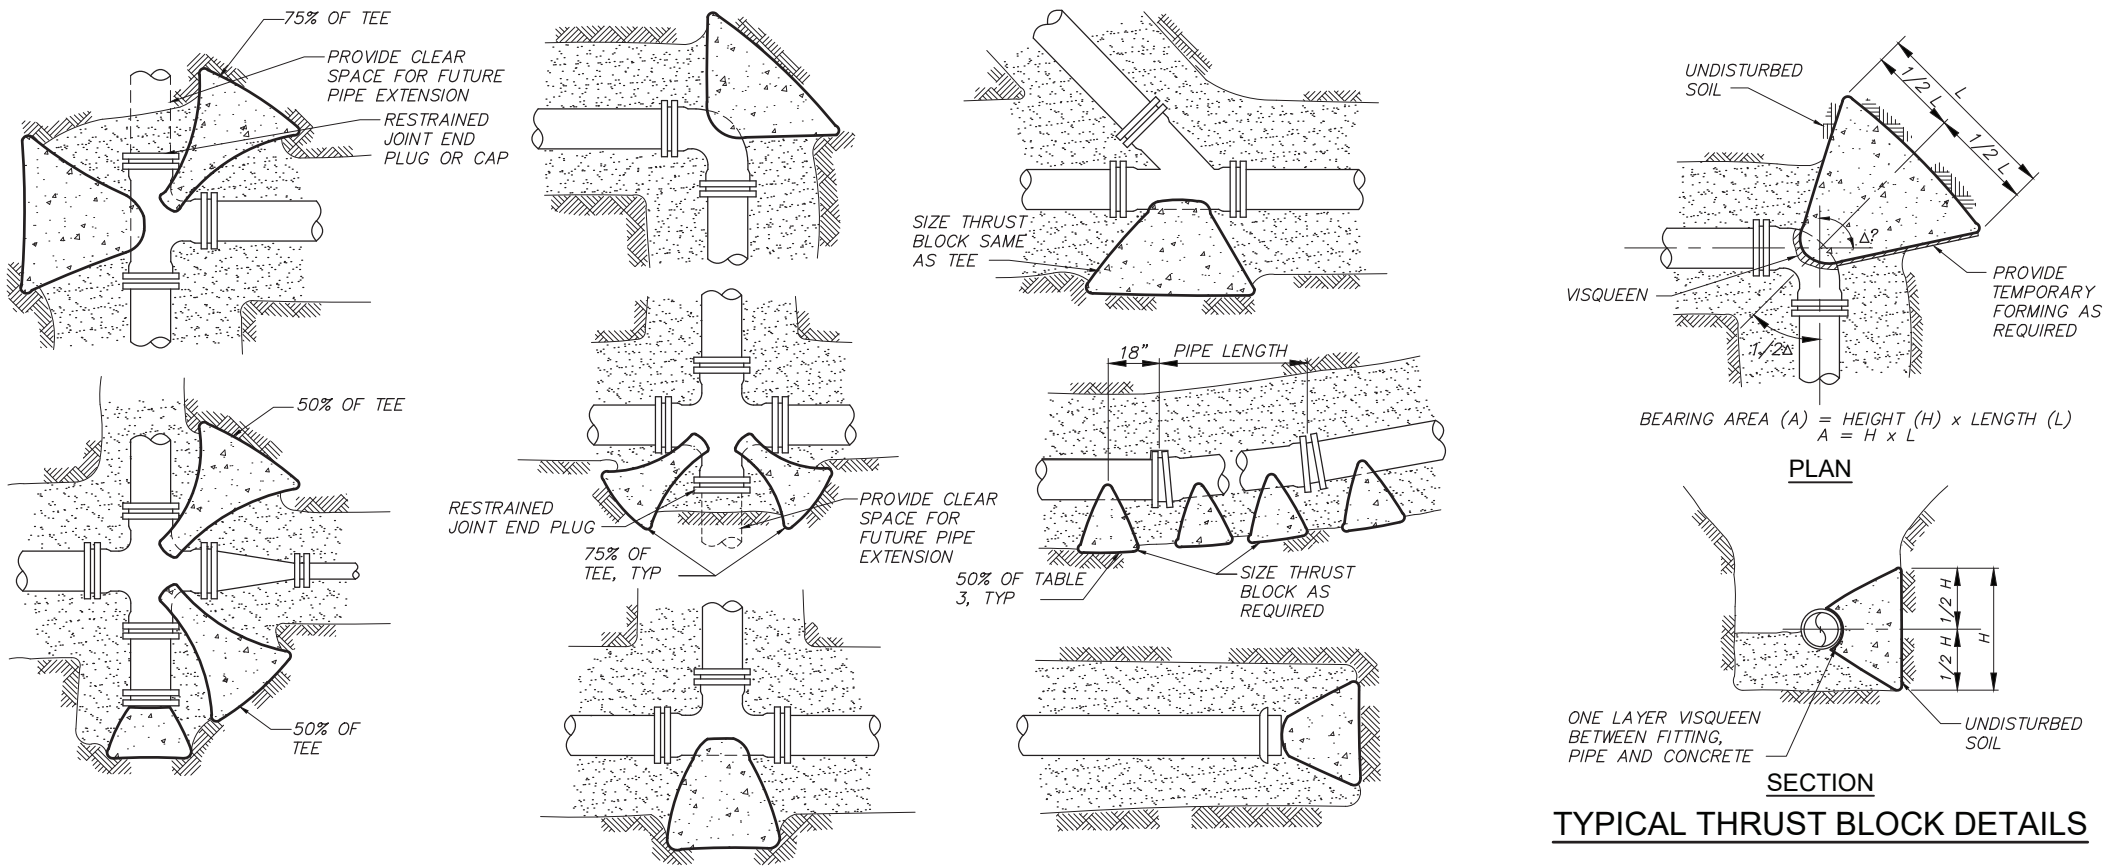 75% OF TEE
PROVIDE CLEAR
SPACE FOR FUTURE
PIPE EXTENSION
RESTRAINED
JOINT END
PLUG OR CAP
50% OF TEE
50% OF
TEE
RESTRAINED
JOINT END PLUG
75% OF
TEE, TYP
PROVIDE CLEAR
SPACE FOR
FUTURE PIPE
EXTENSION
SIZE THRUST
BLOCK SAME
AS TEE
18"
PIPE LENGTH
50% OF TABLE
3, TYP
SIZE THRUST
BLOCK AS
REQUIRED
UNDISTURBED
SOIL
L
1/2 L
1/2 L
Δ?
VISQUEEN
1/2Δ
PROVIDE
TEMPORARY
FORMING AS
REQUIRED
BEARING AREA (A) = HEIGHT (H) x LENGTH (L)
A = H x L
PLAN
1/2 H
1/2 H
H
ONE LAYER VISQUEEN
BETWEEN FITTING,
PIPE AND CONCRETE
UNDISTURBED
SOIL
SECTION
TYPICAL THRUST BLOCK DETAILS